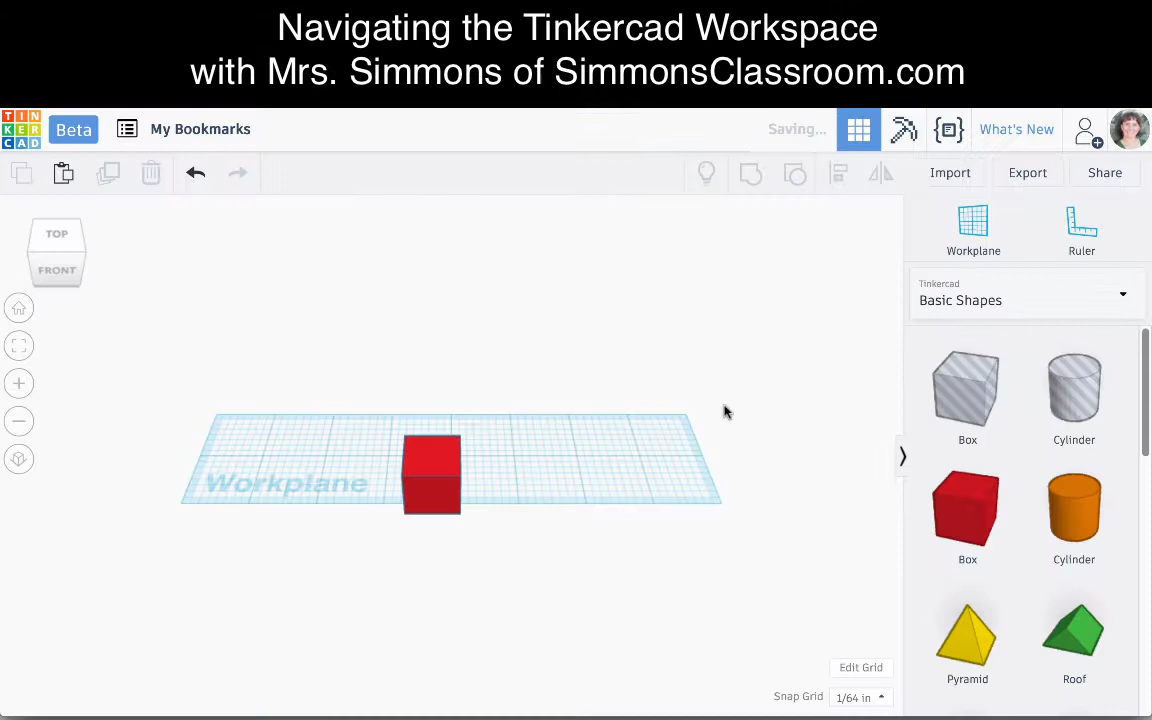 Navigating the Tinkercad Workspace
with Mrs. Simmons of SimmonsClassroom.com
TIN
KER
CAD
Beta
My Bookmarks
Saving...
What's New
Import
Export
Share
TOP
FRONT
Workplane
Ruler
Tinkercad
Basic Shapes
Workplane
Box
Cylinder
Box
Cylinder
Pyramid
Roof
Edit Grid
Snap Grid
1/64 in